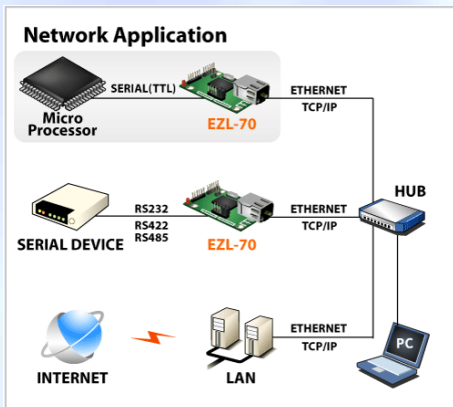 Network Application
SERIAL(TTL)
ETHERNET
TCP/IP
Micro
Processor
EZL-70
RS232
RS422
RS485
ETHERNET
TCP/IP
HUB
SERIAL DEVICE
EZL-70
ETHERNET
TCP/IP
PC
INTERNET
LAN